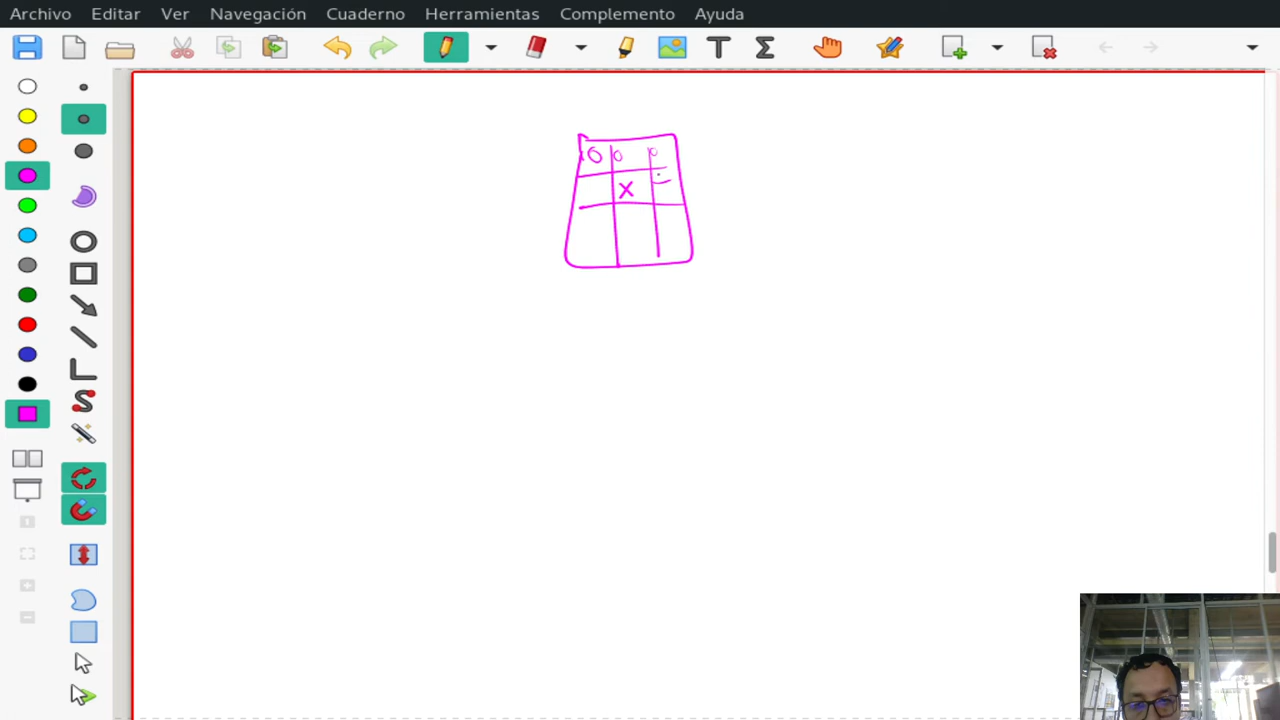 Archivo Editar Ver Navegación Cuaderno Herramientas Complemento Ayuda
O O O
X